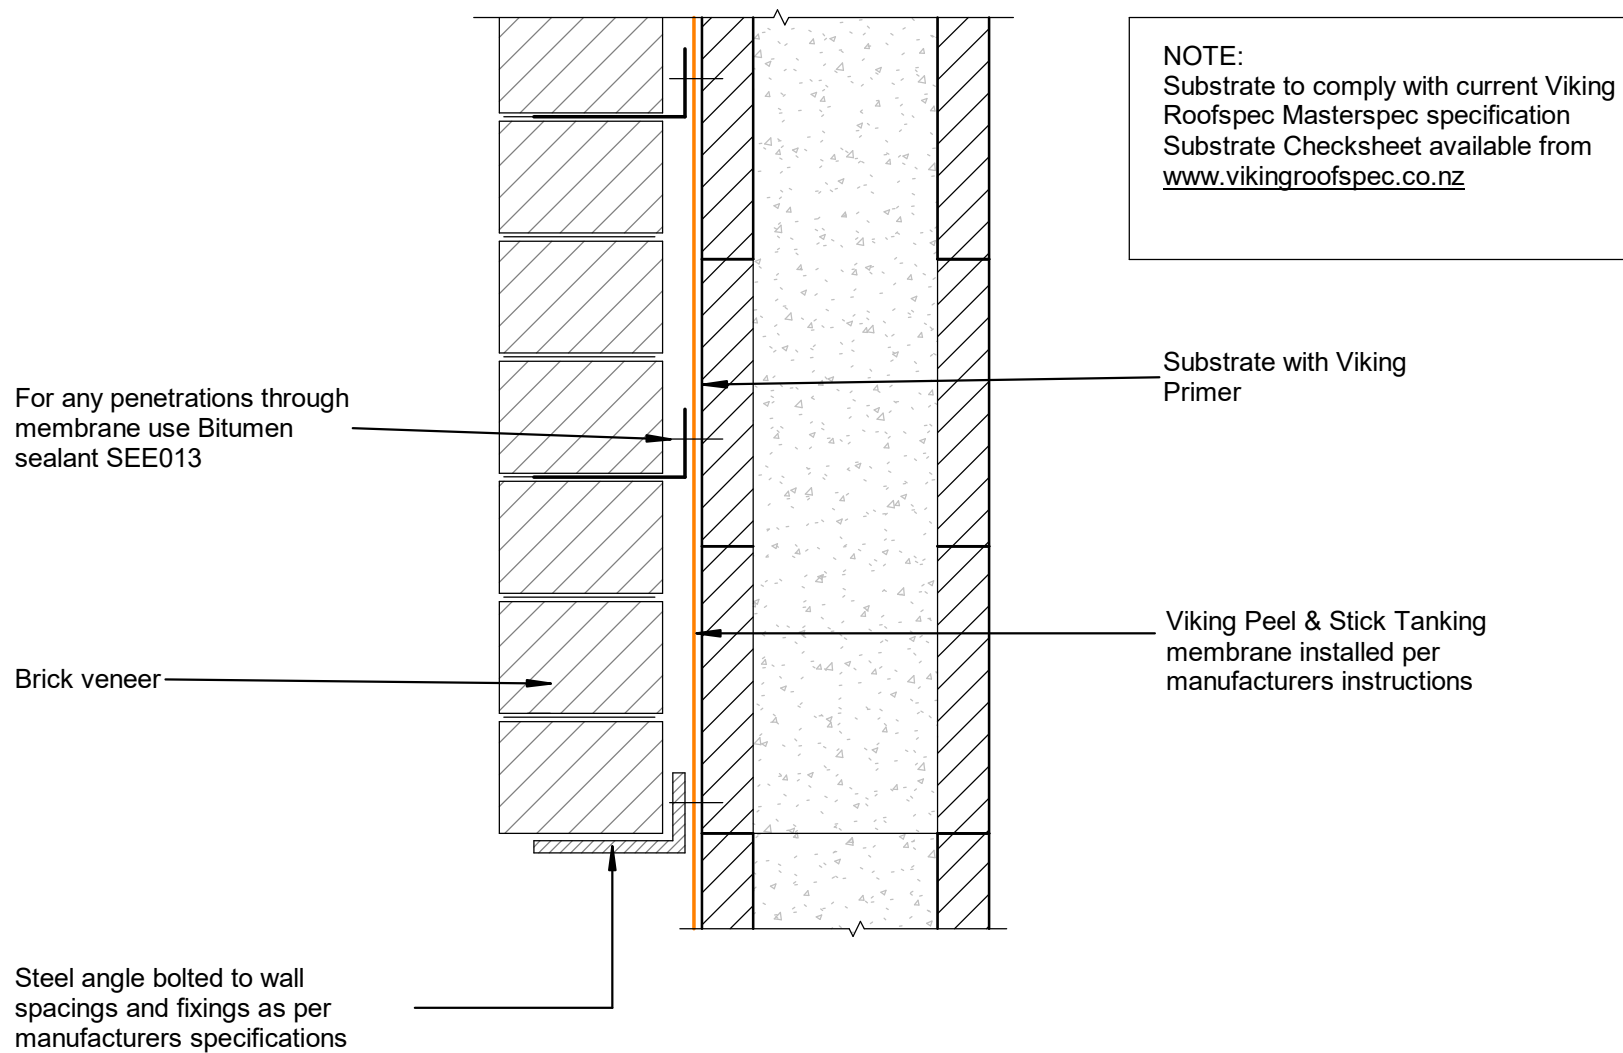 NOTE:
Substrate to comply with current Viking
Roofspec Masterspec specification
Substrate Checksheet available from
www.vikingroofspec.co.nz
Substrate with Viking
Primer
For any penetrations through
membrane use Bitumen
sealant SEE013
Viking Peel & Stick Tanking
membrane installed per
manufacturers instructions
Brick veneer
Steel angle bolted to wall
spacings and fixings as per
manufacturers specifications